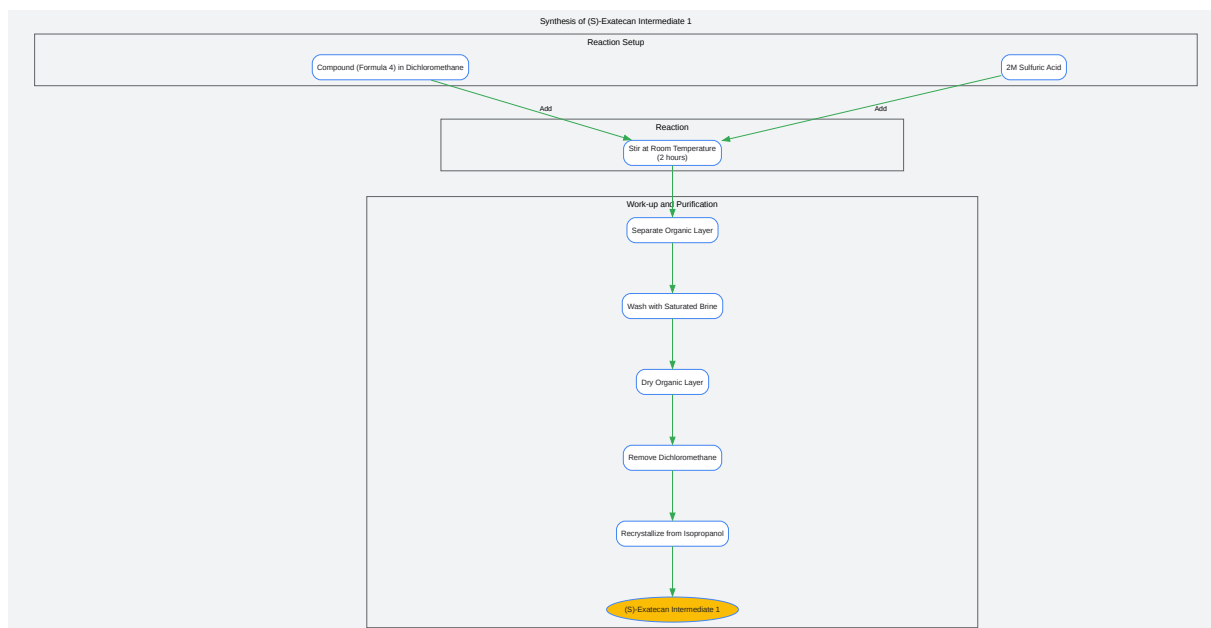 Synthesis of (S)-Exatecan Intermediate 1
Reaction Setup
Compound (Formula 4) in Dichloromethane
2M Sulfuric Acid
Add
Add
Reaction
Stir at Room Temperature
(2 hours)
Work-up and Purification
Separate Organic Layer
Wash with Saturated Brine
Dry Organic Layer
Remove Dichloromethane
Recrystallize from Isopropanol
(S)-Exatecan Intermediate 1